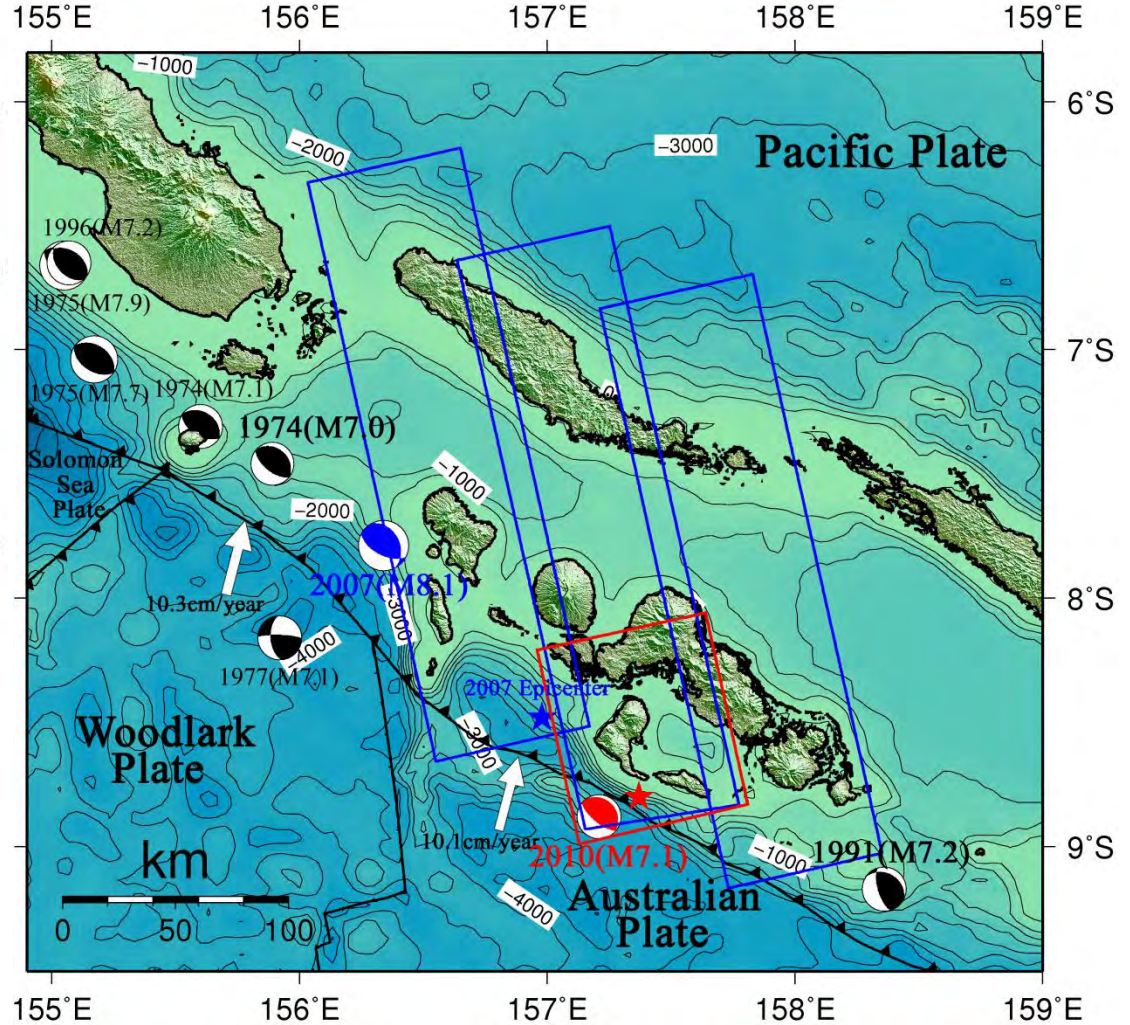 155°E 156°E 157°E 158°E 159°E
-1000
6°S
-2000
-3000
Pacific Plate
1996(M7.2)
1975(M7.9)
7°S
1975(M7.7)
1974(M7.1)
1974(M7.0)
Solomon
Sea
Plate
-1000
-2000
2007(M8.1)
8°S
10.3cm/year
-3000
-4000
1977(M7.1)
2007 Epicenter
Woodlark
Plate
-3000
10.1cm/year
2010(M7.1)
-1000
1991(M7.2)
9°S
km
0 50 100
-4000
Australian
Plate
155°E 156°E 157°E 158°E 159°E